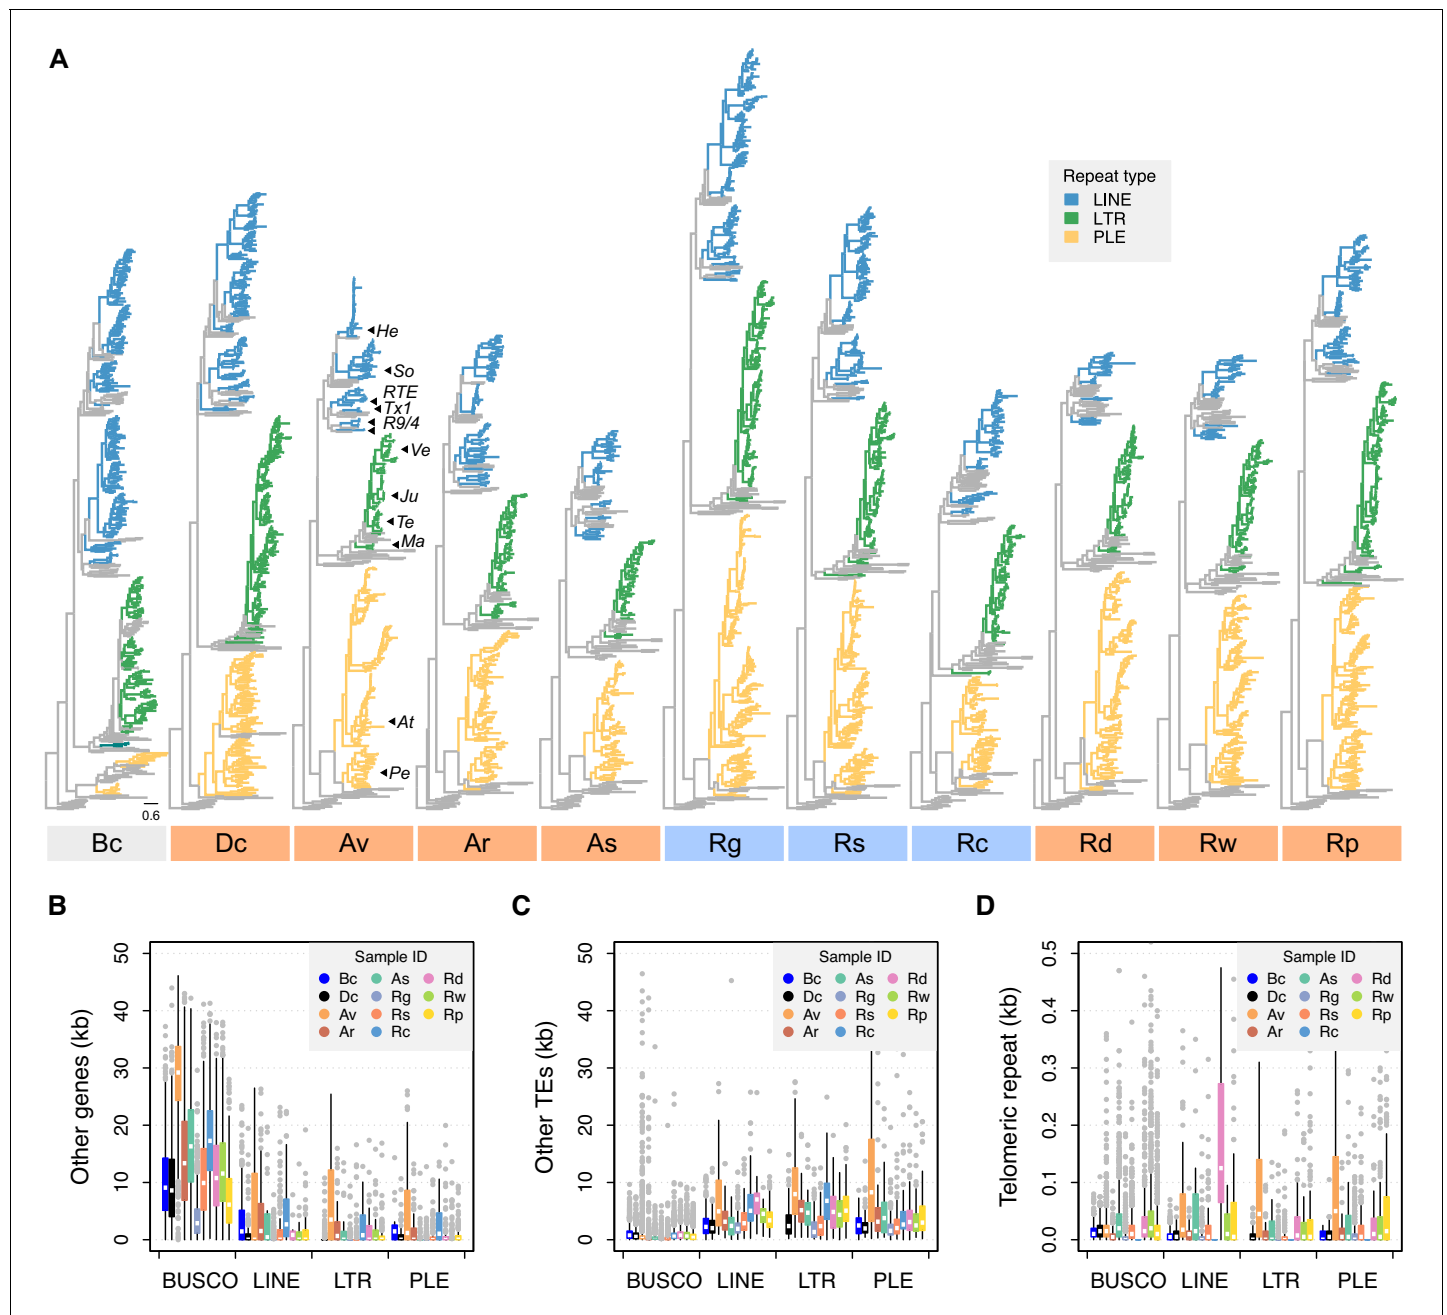 A
Repeat type
LINE
LTR
PLE
He
So
RTE
Tx1
R9/4
Ve
Ju
Te
Ma
At
Pe
0.6
Bc Dc Av Ar As Rg Rs Rc Rd Rw Rp
B
Other genes (kb)
50
40
30
20
10
0
Sample ID
Bc As Rd
Dc Rg Rw
Av Rs Rp
Ar Rc
BUSCO LINE LTR PLE
C
Other TEs (kb)
50
40
30
20
10
0
Sample ID
Bc As Rd
Dc Rg Rw
Av Rs Rp
Ar Rc
BUSCO LINE LTR PLE
D
Telomeric repeat (kb)
0.5
0.4
0.3
0.2
0.1
0.0
Sample ID
Bc As Rd
Dc Rg Rw
Av Rs Rp
Ar Rc
BUSCO LINE LTR PLE